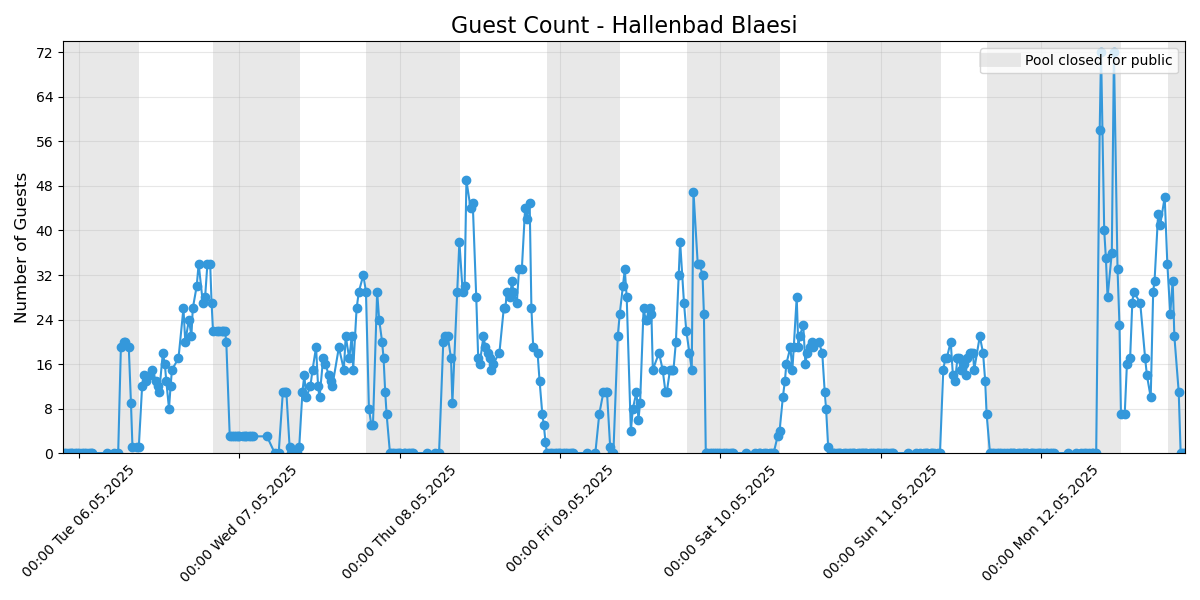 Guest Count - Hallenbad Blaesi
Pool closed for public
Number of Guests
72
64
56
48
40
32
24
16
8
0
00:00 Tue 06.05.2025
00:00 Wed 07.05.2025
00:00 Thu 08.05.2025
00:00 Fri 09.05.2025
00:00 Sat 10.05.2025
00:00 Sun 11.05.2025
00:00 Mon 12.05.2025